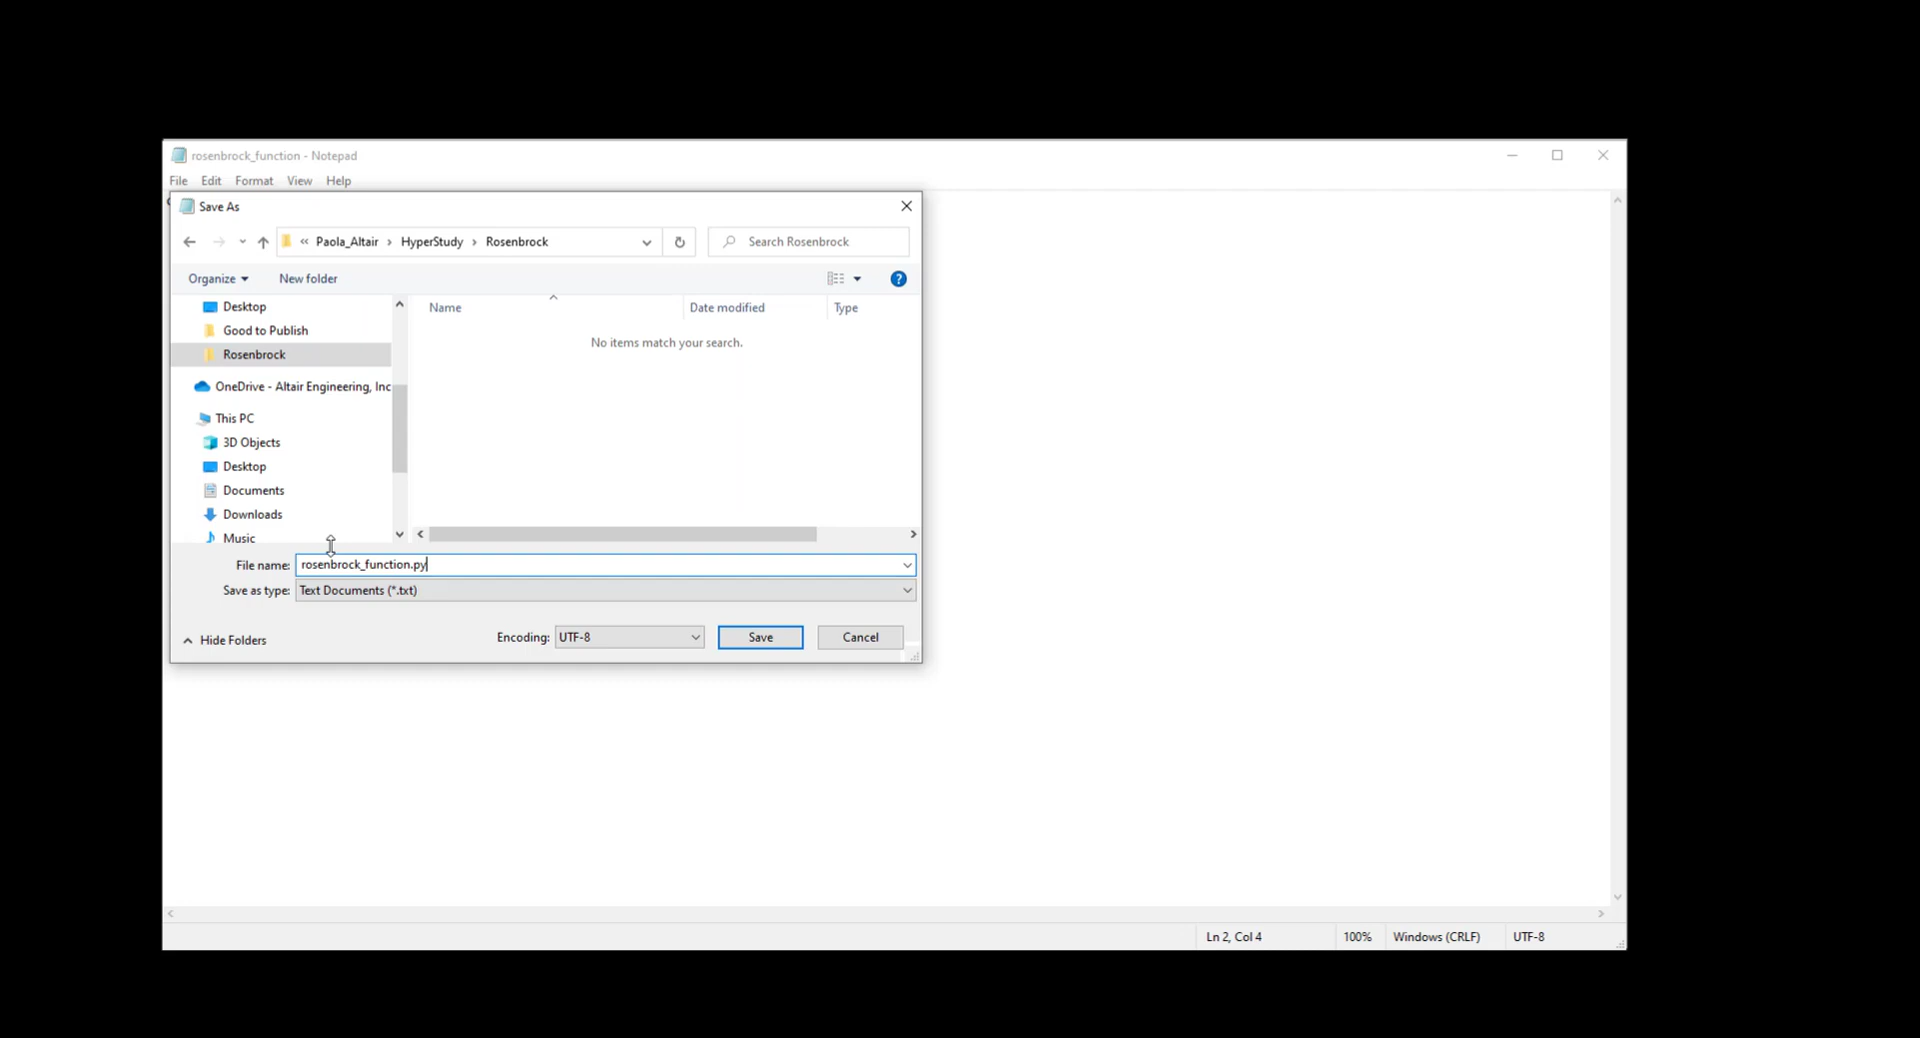 rosenbrock_function - Notepad
File Edit Format View Help
Save As
« Paola_Altair › HyperStudy › Rosenbrock
Search Rosenbrock
Organize New folder
?
Name Date modified Type
No items match your search.
Desktop
Good to Publish
Rosenbrock
OneDrive - Altair Engineering, Inc
This PC
3D Objects
Desktop
Documents
Downloads
Music
File name: rosenbrock_function.py
Save as type: Text Documents (*.txt)
Hide Folders
Encoding: UTF-8
Save
Cancel
Ln 2, Col 4
100%
Windows (CRLF)
UTF-8